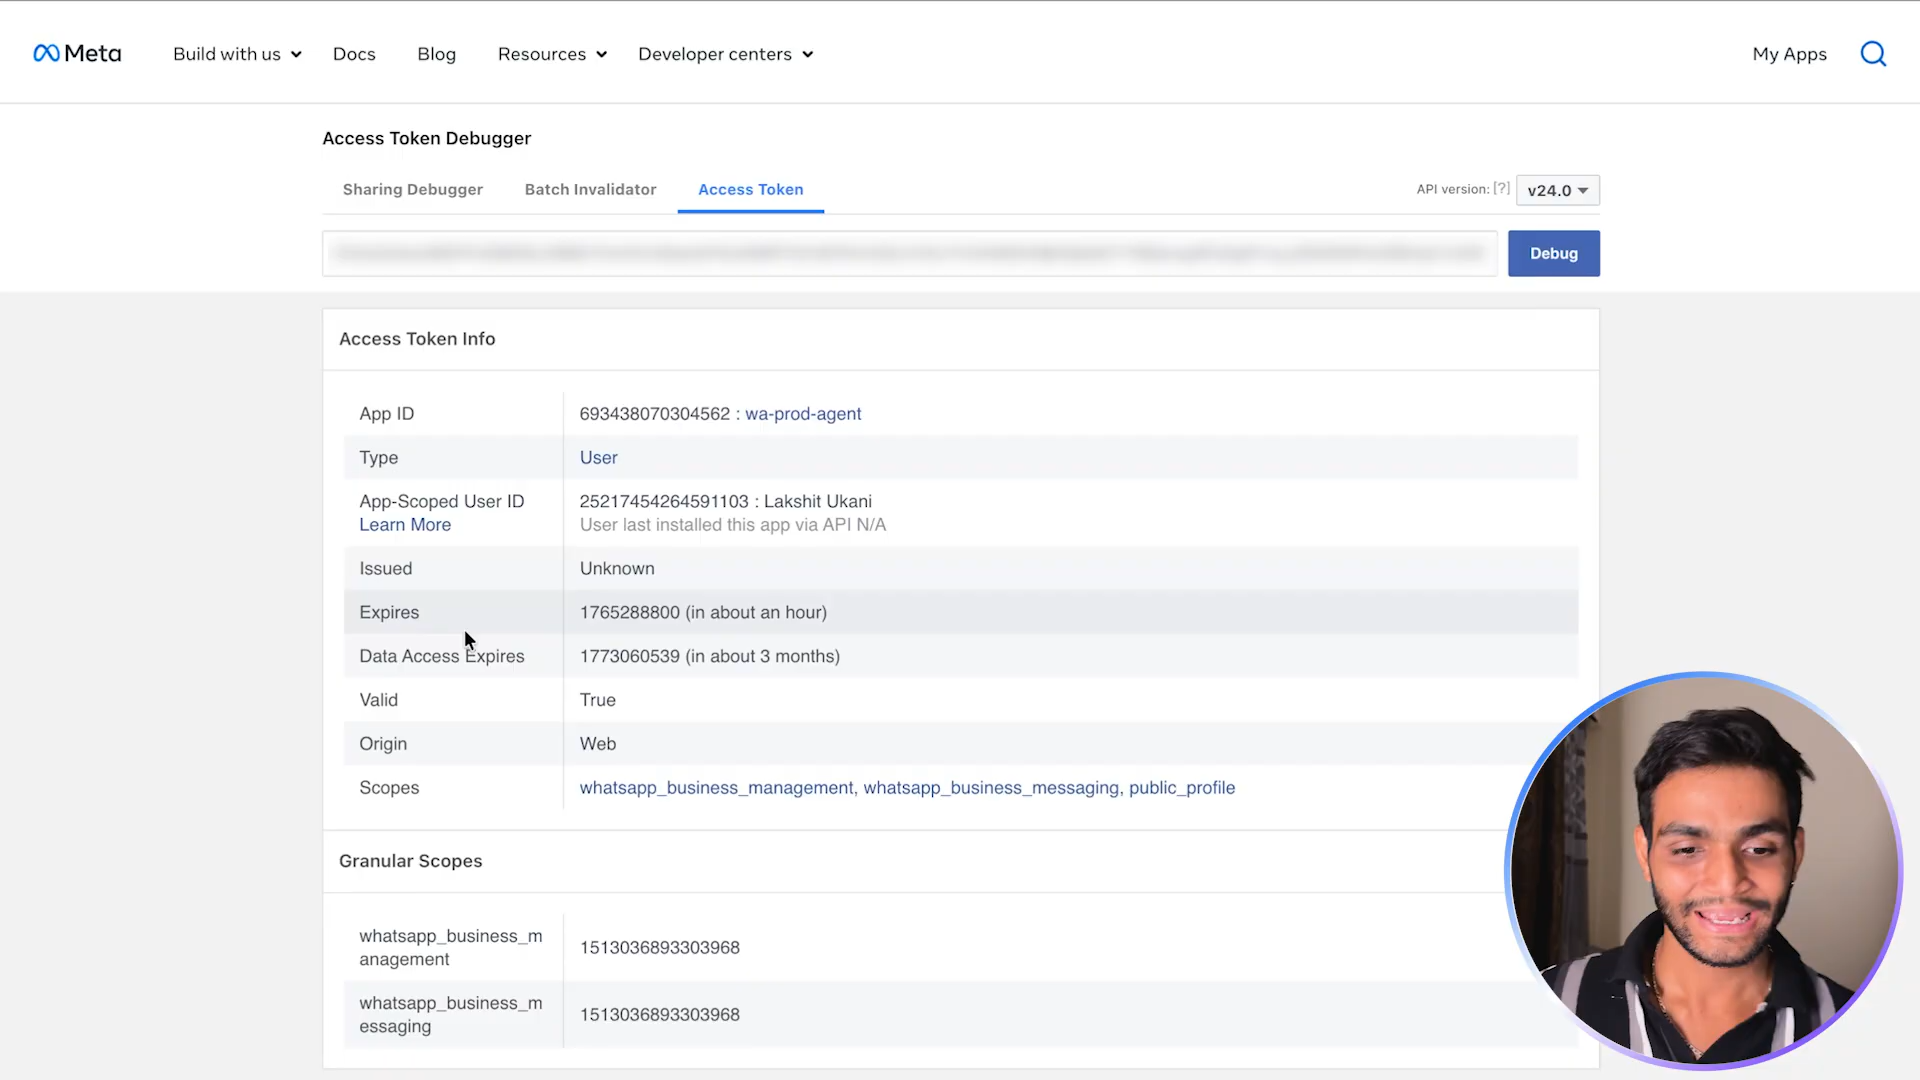 Meta
Build with us
Docs
Blog
Resources
Developer centers
My Apps
Access Token Debugger
Sharing Debugger
Batch Invalidator
Access Token
API version: [?]
v24.0
Debug
Access Token Info
App ID
693438070304562 : wa-prod-agent
Type
User
App-Scoped User ID
Learn More
25217454264591103 : Lakshit Ukani
User last installed this app via API N/A
Issued
Unknown
Expires
1765288800 (in about an hour)
Data Access Expires
1773060539 (in about 3 months)
Valid
True
Origin
Web
Scopes
whatsapp_business_management, whatsapp_business_messaging, public_profile
Granular Scopes
whatsapp_business_m
anagement
1513036893303968
whatsapp_business_m
essaging
1513036893303968